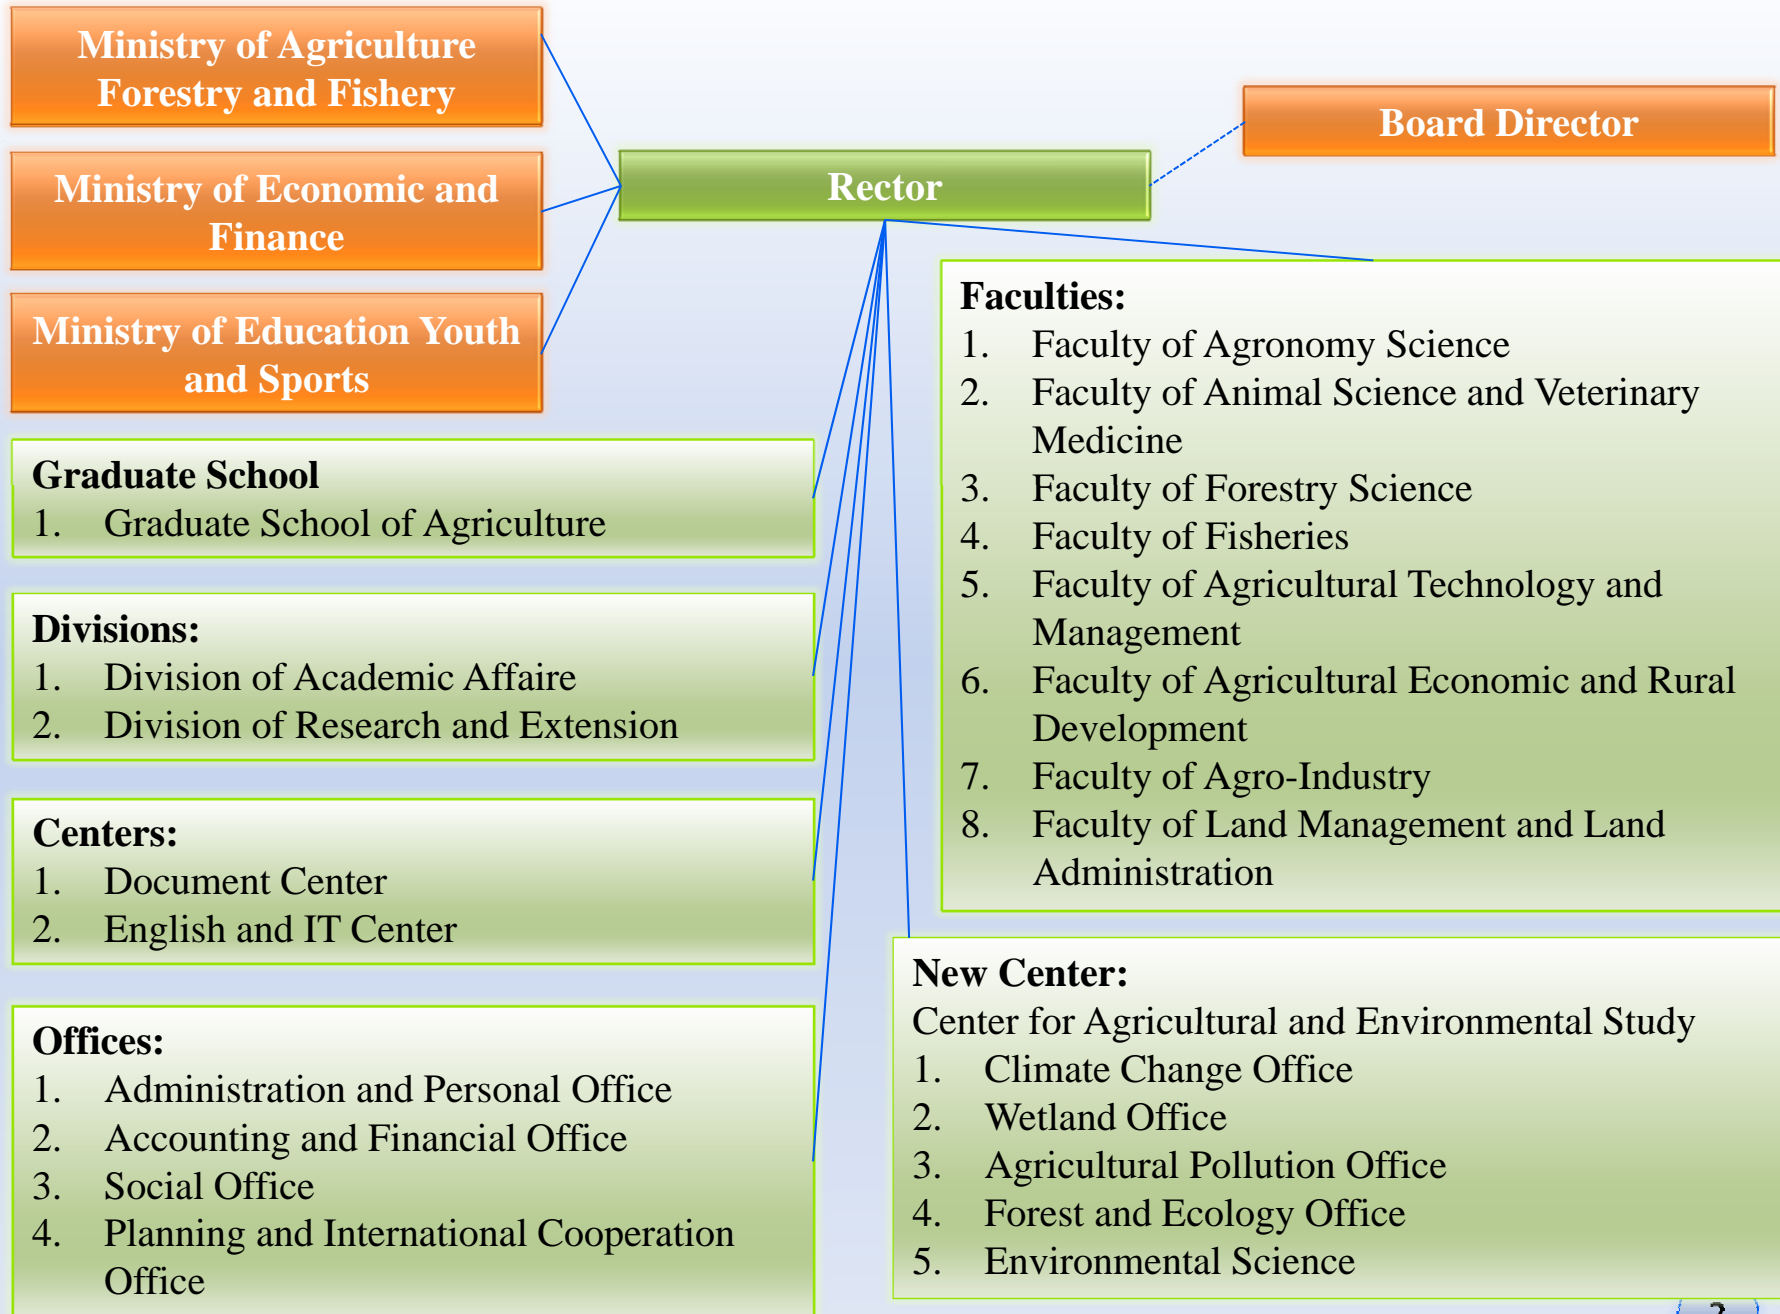 Ministry of Agriculture
Forestry and Fishery
Board Director
Ministry of Economic and
Finance
Rector
Ministry of Education Youth
and Sports
Graduate School
1. Graduate School of Agriculture
Divisions:
1. Division of Academic Affaire
2. Division of Research and Extension
Centers:
1. Document Center
2. English and IT Center
Offices:
1. Administration and Personal Office
2. Accounting and Financial Office
3. Social Office
4. Planning and International Cooperation
Office
Faculties:
1. Faculty of Agronomy Science
2. Faculty of Animal Science and Veterinary
Medicine
3. Faculty of Forestry Science
4. Faculty of Fisheries
5. Faculty of Agricultural Technology and
Management
6. Faculty of Agricultural Economic and Rural
Development
7. Faculty of Agro-Industry
8. Faculty of Land Management and Land
Administration
New Center:
Center for Agricultural and Environmental Study
1. Climate Change Office
2. Wetland Office
3. Agricultural Pollution Office
4. Forest and Ecology Office
5. Environmental Science